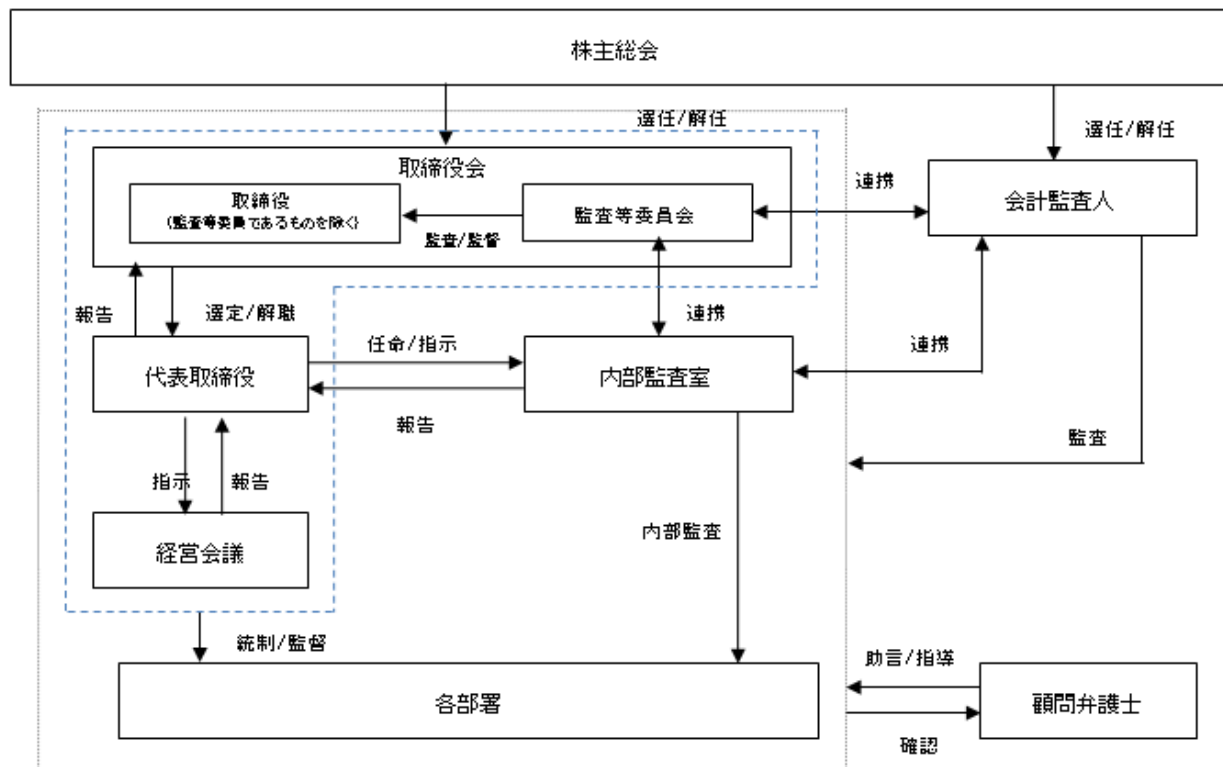 株主総会
選任/解任
選任/解任
取締役会
連携
会計監査人
取締役
(監査等委員であるものを除く)
監査等委員会
監査/監督
報告
選定/解職
連携
任命/指示
連携
代表取締役
内部監査室
報告
監査
指示
報告
内部監査
経営会議
統制/監督
助言/指導
各部署
顧問弁護士
確認